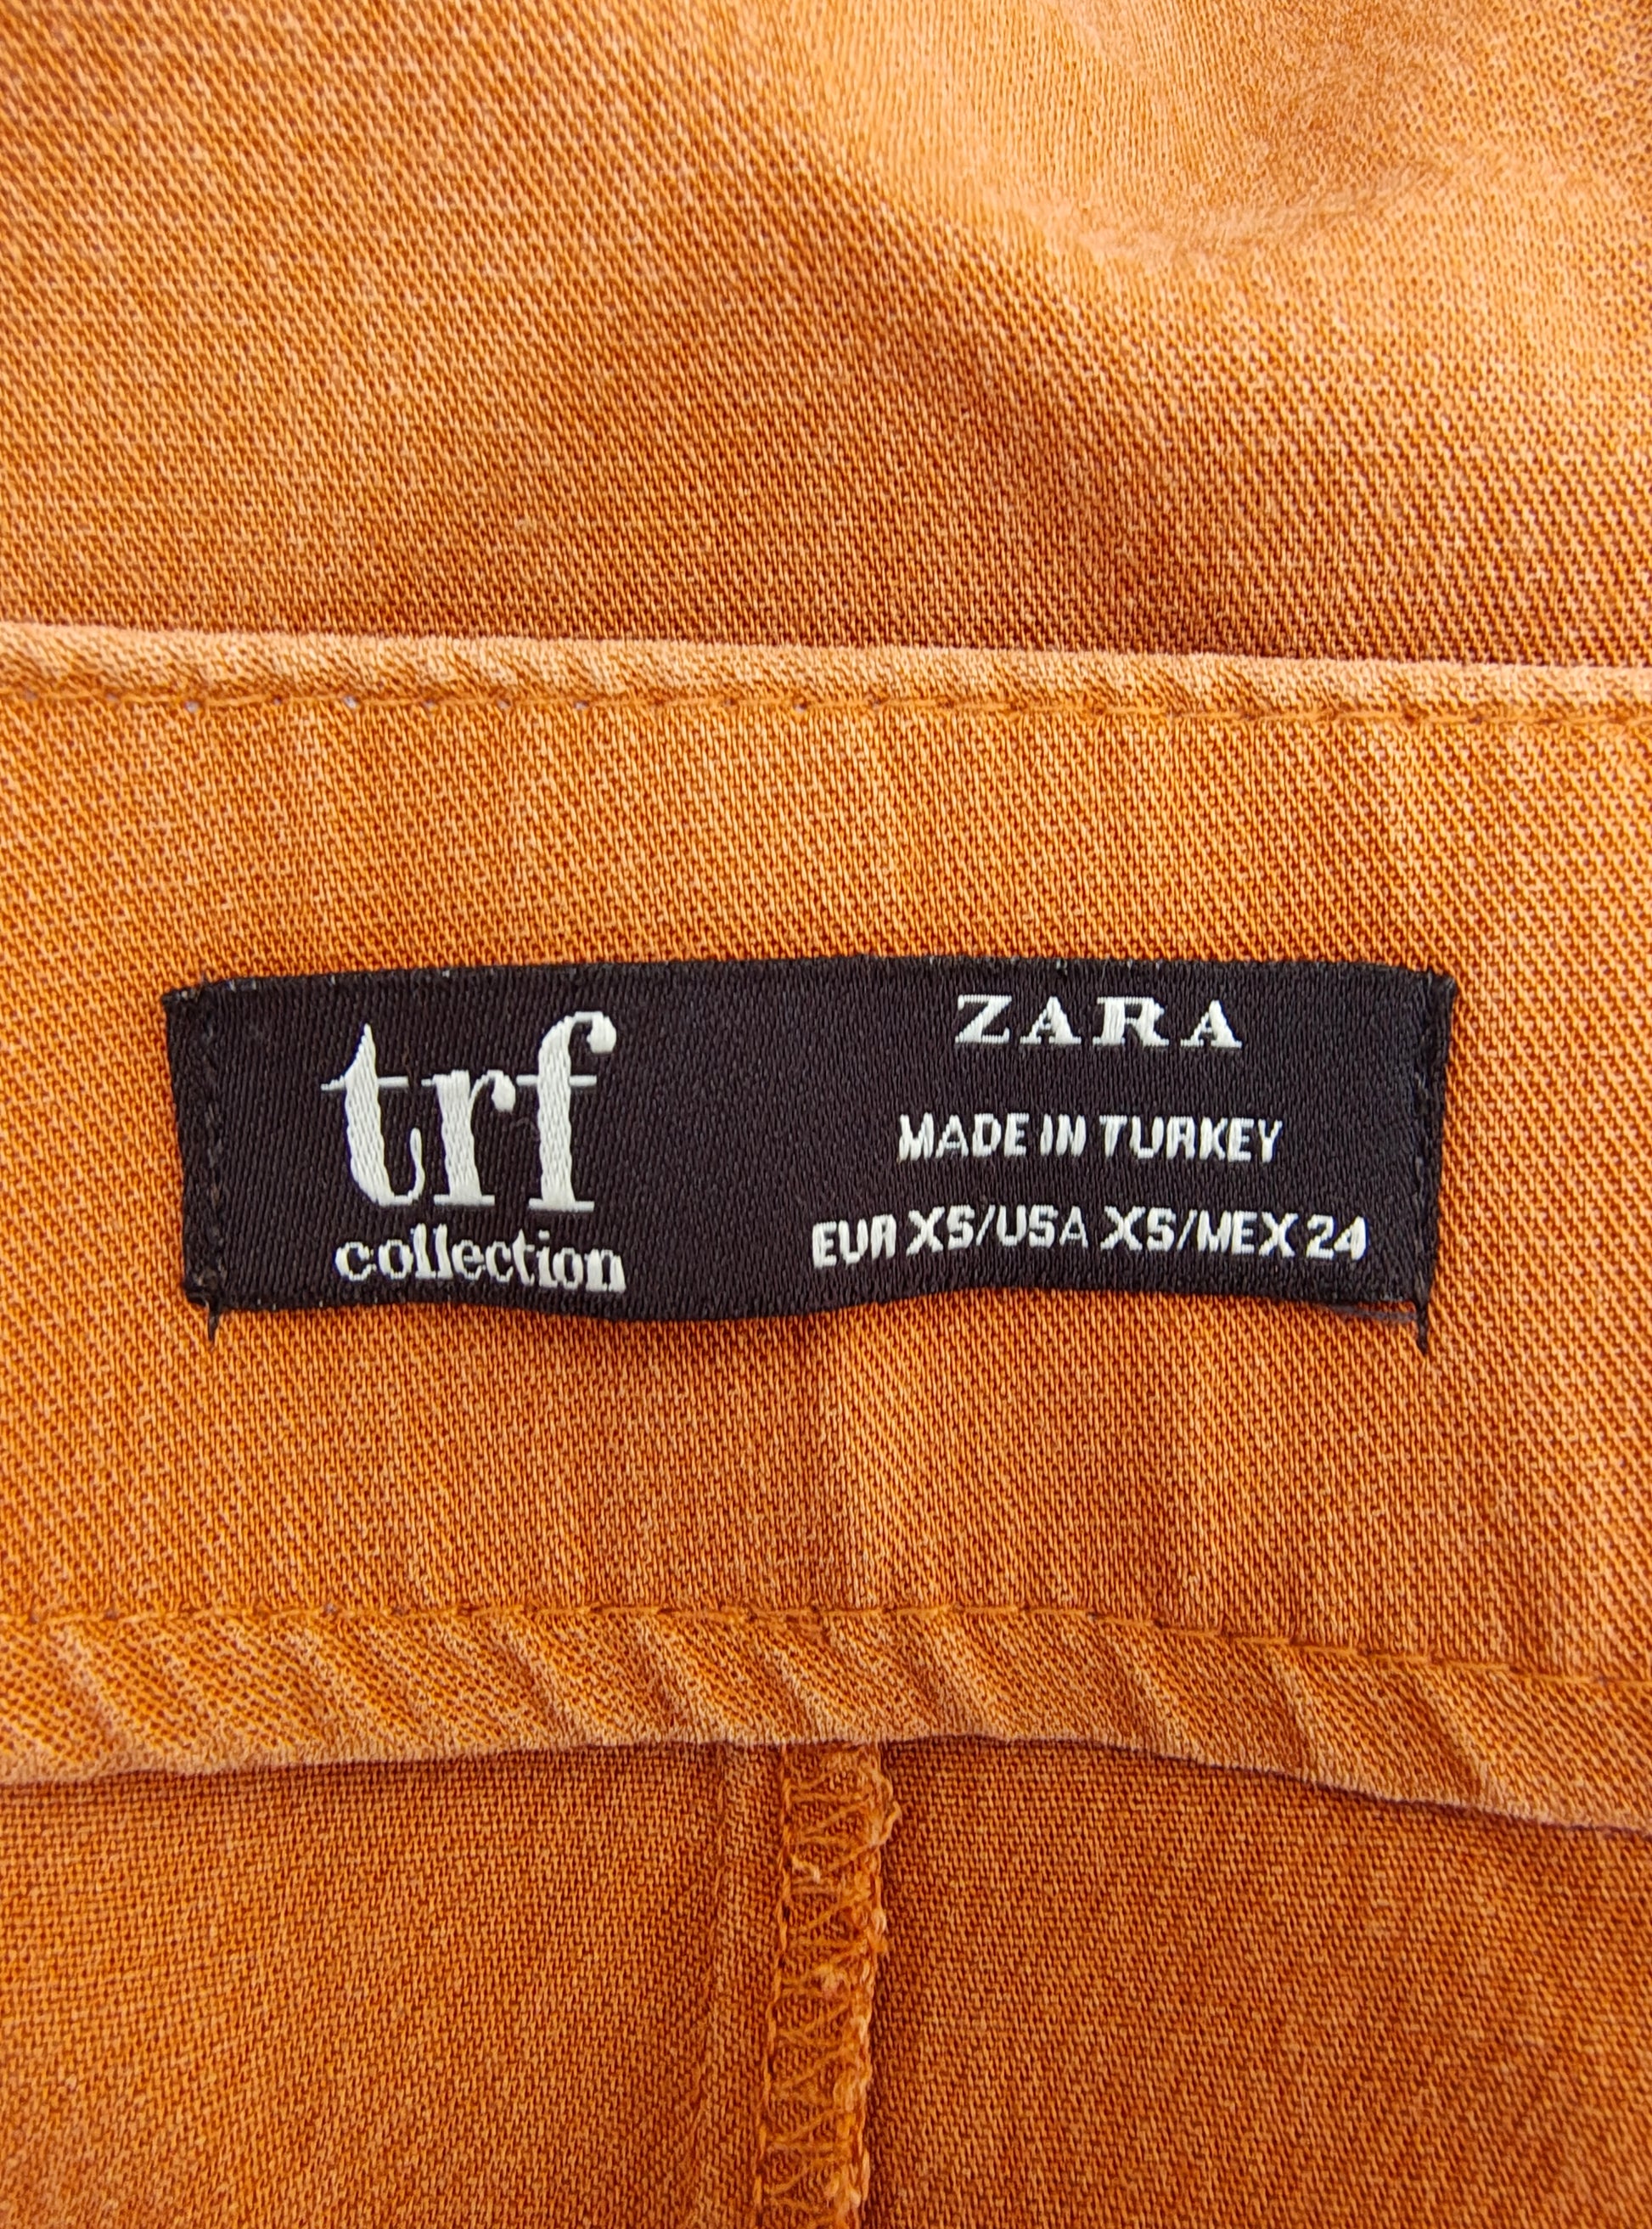 trf
collection
ZARA
MADE IN TURKEY
EUR XS/USA XS/MEX 24